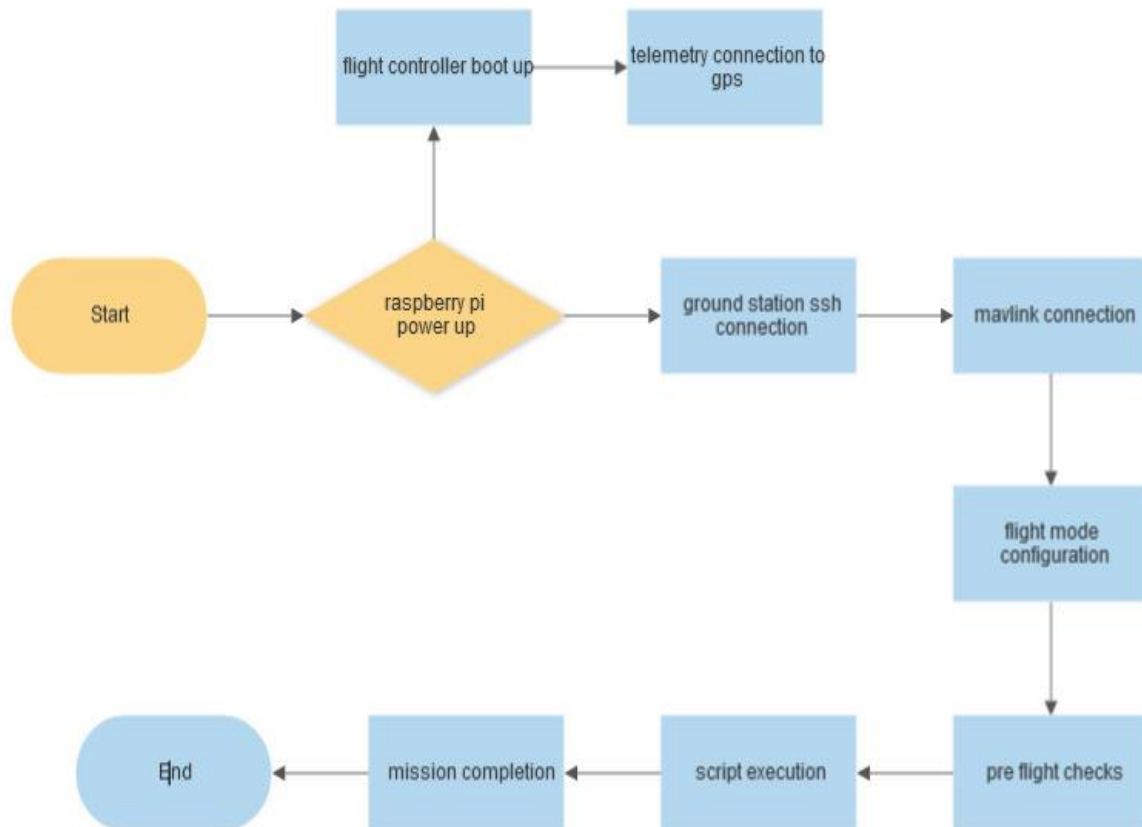 flight controller boot up
telemetry connection to
gps
Start
raspberry pi
power up
ground station ssh
connection
mavlink connection
flight mode
configuration
End
mission completion
script execution
pre flight checks